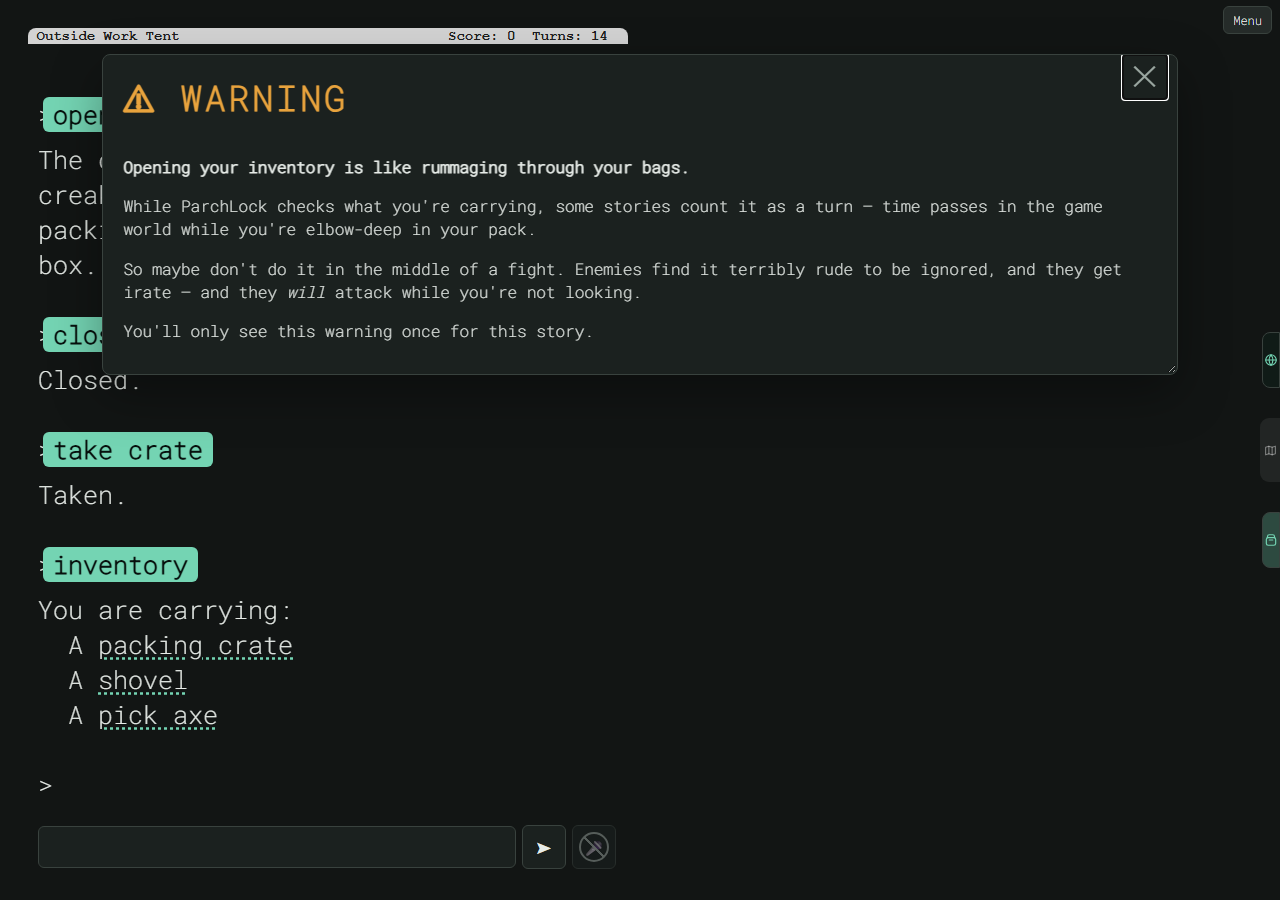 Menu
Outside Work Tent Score: 0 Turns: 14
WARNING
Opening your inventory is like rummaging through your bags.
While ParchLock checks what you're carrying, some stories count it as a turn — time passes in the game
world while you're elbow-deep in your pack.
So maybe don't do it in the middle of a fight. Enemies find it terribly rude to be ignored, and they get
irate — and they will attack while you're not looking.
You'll only see this warning once for this story.
The
box.
Closed.
>take crate
Taken.
>inventory
You are carrying:
A packing crate
A shovel
A pick axe
>